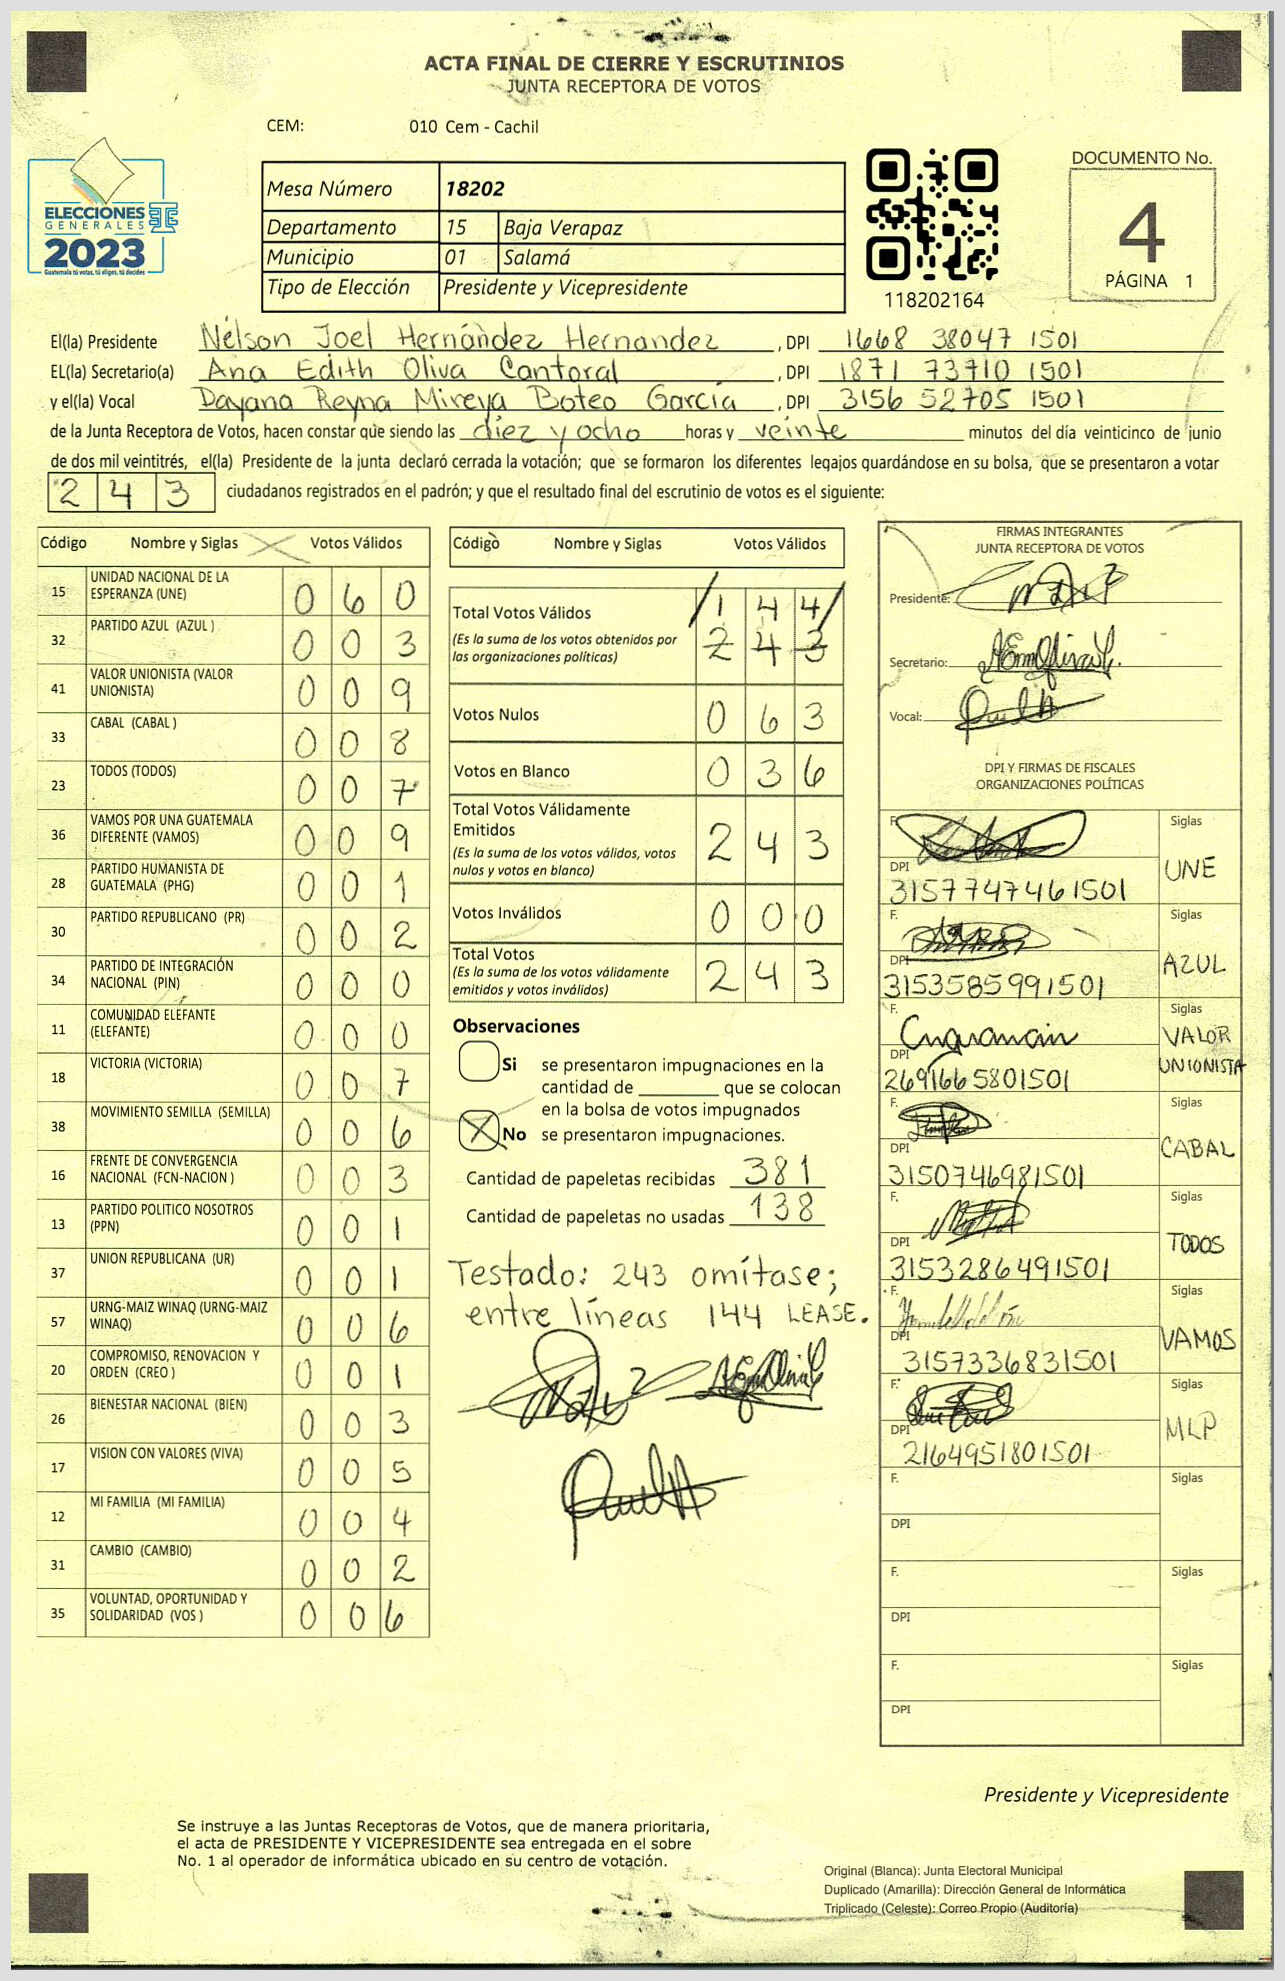 ACTA FINAL DE CIERRE Y ESCRUTINIOS
JUNTA RECEPTORA DE VOTOS
CEM: 010 Cem - Cachil
ELECCIONES
GENERALES
2023
Guatemala tú votas, tú eliges, tú decides
Mesa Número 18202
Departamento 15 Baja Verapaz
Municipio 01 Salamá
Tipo de Elección Presidente y Vicepresidente
118202164
DOCUMENTO No.
4
PÁGINA 1
El(la) Presidente Nélson Joel Hernández Hernandez , DPI 1668 38047 1501
EL(la) Secretario(a) Ana Edith Oliva Cantoral , DPI 1871 73710 1501
y el(la) Vocal Dayana Reyna Mireya Boteo García , DPI 3156 52705 1501
de la Junta Receptora de Votos, hacen constar que siendo las diez y ocho horas y veinte minutos del día veinticinco de junio
de dos mil veintitrés, el(la) Presidente de la junta declaró cerrada la votación; que se formaron los diferentes legajos guardándose en su bolsa, que se presentaron a votar
2 4 3 ciudadanos registrados en el padrón; y que el resultado final del escrutinio de votos es el siguiente:
Código Nombre y Siglas Votos Válidos
15 UNIDAD NACIONAL DE LA
ESPERANZA (UNE) 0 6 0
32 PARTIDO AZUL (AZUL ) 0 0 3
41 VALOR UNIONISTA (VALOR
UNIONISTA) 0 0 9
33 CABAL (CABAL ) 0 0 8
23 TODOS (TODOS) 0 0 7
36 VAMOS POR UNA GUATEMALA
DIFERENTE (VAMOS) 0 0 9
28 PARTIDO HUMANISTA DE
GUATEMALA (PHG) 0 0 1
30 PARTIDO REPUBLICANO (PR) 0 0 2
34 PARTIDO DE INTEGRACIÓN
NACIONAL (PIN) 0 0 0
11 COMUNIDAD ELEFANTE
(ELEFANTE) 0 0 0
18 VICTORIA (VICTORIA) 0 0 7
38 MOVIMIENTO SEMILLA (SEMILLA) 0 0 6
16 FRENTE DE CONVERGENCIA
NACIONAL (FCN-NACION ) 0 0 3
13 PARTIDO POLITICO NOSOTROS
(PPN) 0 0 1
37 UNION REPUBLICANA (UR) 0 0 1
57 URNG-MAIZ WINAQ (URNG-MAIZ
WINAQ) 0 0 6
20 COMPROMISO, RENOVACION Y
ORDEN (CREO ) 0 0 1
26 BIENESTAR NACIONAL (BIEN) 0 0 3
17 VISION CON VALORES (VIVA) 0 0 5
12 MI FAMILIA (MI FAMILIA) 0 0 4
31 CAMBIO (CAMBIO) 0 0 2
35 VOLUNTAD, OPORTUNIDAD Y
SOLIDARIDAD (VOS ) 0 0 6
Código Nombre y Siglas Votos Válidos
Total Votos Válidos /1 4 4/
(Es la suma de los votos obtenidos por
las organizaciones políticas) 2 4 3
Votos Nulos 0 6 3
Votos en Blanco 0 3 6
Total Votos Válidamente
Emitidos
(Es la suma de los votos válidos, votos
nulos y votos en blanco) 2 4 3
Votos Inválidos 0 0 0
Total Votos
(Es la suma de los votos válidamente
emitidos y votos inválidos) 2 4 3
Observaciones
Si se presentaron impugnaciones en la
cantidad de ________ que se colocan
en la bolsa de votos impugnados
X No se presentaron impugnaciones.
Cantidad de papeletas recibidas 381
Cantidad de papeletas no usadas 138
Testado: 243 omítase;
entre líneas 144 LEASE.
FIRMAS INTEGRANTES
JUNTA RECEPTORA DE VOTOS
Presidente:
Secretario:
Vocal:
DPI Y FIRMAS DE FISCALES
ORGANIZACIONES POLÍTICAS
F. Siglas
DPI UNE
3157747461501
F. Siglas
DPI AZUL
3153585991501
F. Siglas
DPI VALOR
UNIONISTA
2691665801501
F. Siglas
DPI CABAL
3150746981501
F. Siglas
DPI TODOS
3153286491501
F. Siglas
DPI VAMOS
3157336831501
F. Siglas
DPI MLP
2164951801501
F. Siglas
DPI
F. Siglas
DPI
F. Siglas
DPI
Presidente y Vicepresidente
Se instruye a las Juntas Receptoras de Votos, que de manera prioritaria,
el acta de PRESIDENTE Y VICEPRESIDENTE sea entregada en el sobre
No. 1 al operador de informática ubicado en su centro de votación.
Original (Blanca): Junta Electoral Municipal
Duplicado (Amarilla): Dirección General de Informática
Triplicado (Celeste): Correo Propio (Auditoría)